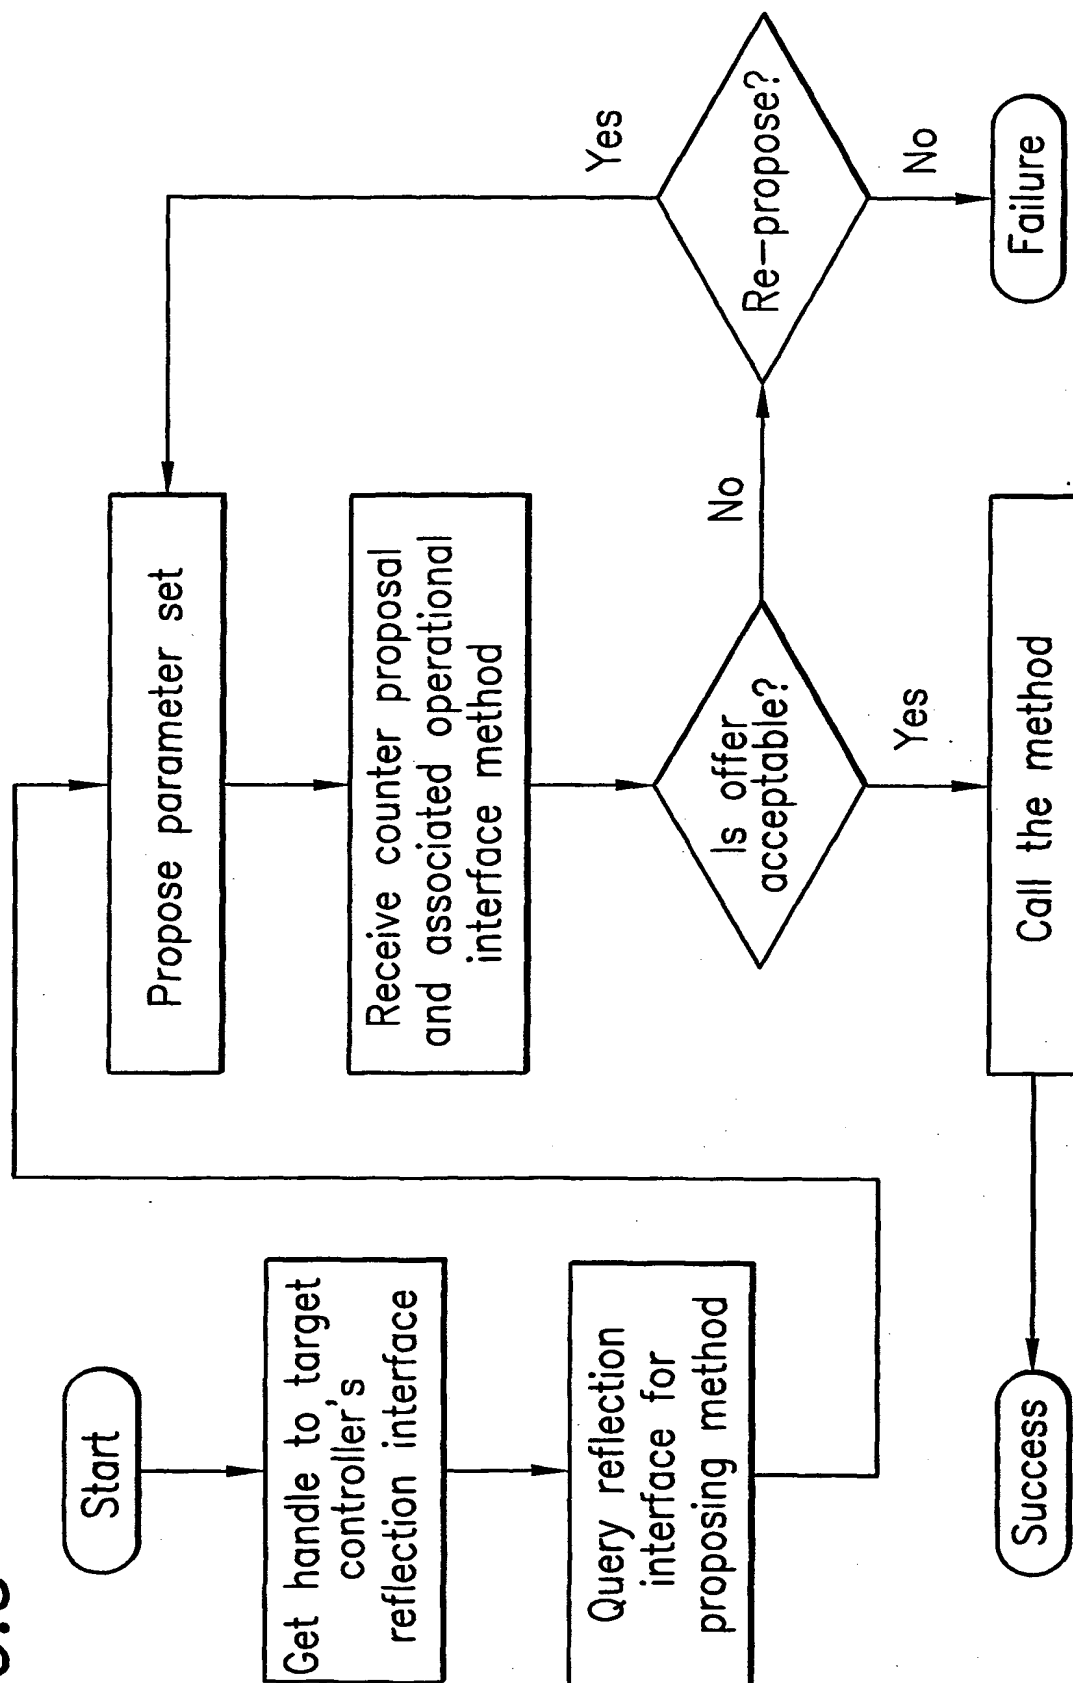 Start
Get handle to target
controller's
reflection interface
Query reflection
interface for
proposing method
Propose parameter set
Receive counter proposal
and associated operational
interface method
Is offer
acceptable?
No
Yes
Re-propose?
Yes
No
Failure
Call the method
Success